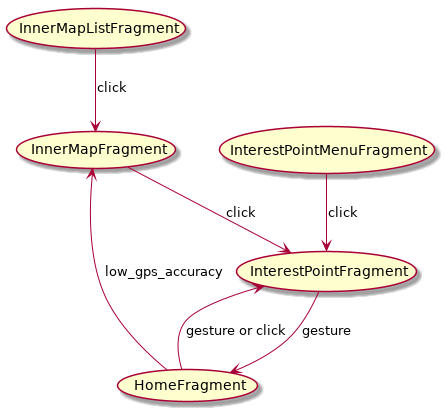 InnerMapListFragment
click
InnerMapFragment
InterestPointMenuFragment
click
click
InterestPointFragment
low_gps_accuracy
gesture or click
gesture
HomeFragment